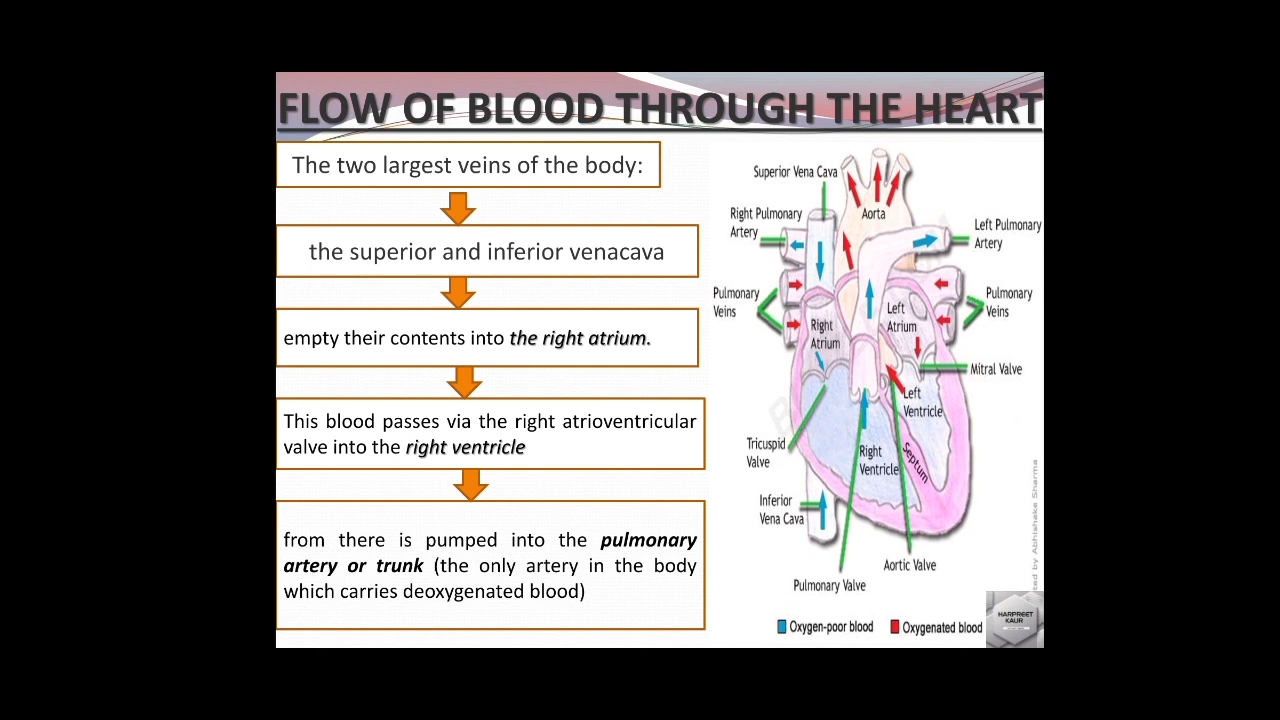 FLOW OF BLOOD THROUGH THE HEART
The two largest veins of the body:
the superior and inferior venacava
empty their contents into the right atrium.
This blood passes via the right atrioventricular
valve into the right ventricle
from there is pumped into the pulmonary
artery or trunk (the only artery in the body
which carries deoxygenated blood)
Superior Vena Cava
Right Pulmonary
Artery
Aorta
Left Pulmonary
Artery
Pulmonary
Veins
Pulmonary
Veins
Left
Atrium
Right
Atrium
Mitral Valve
Left
Ventricle
Tricuspid
Valve
Right
Ventricle
Septum
Inferior
Vena Cava
Aortic Valve
Pulmonary Valve
Oxygen-poor blood
Oxygenated blood
ted by Abhishake Sharma
HARPREET
KAUR